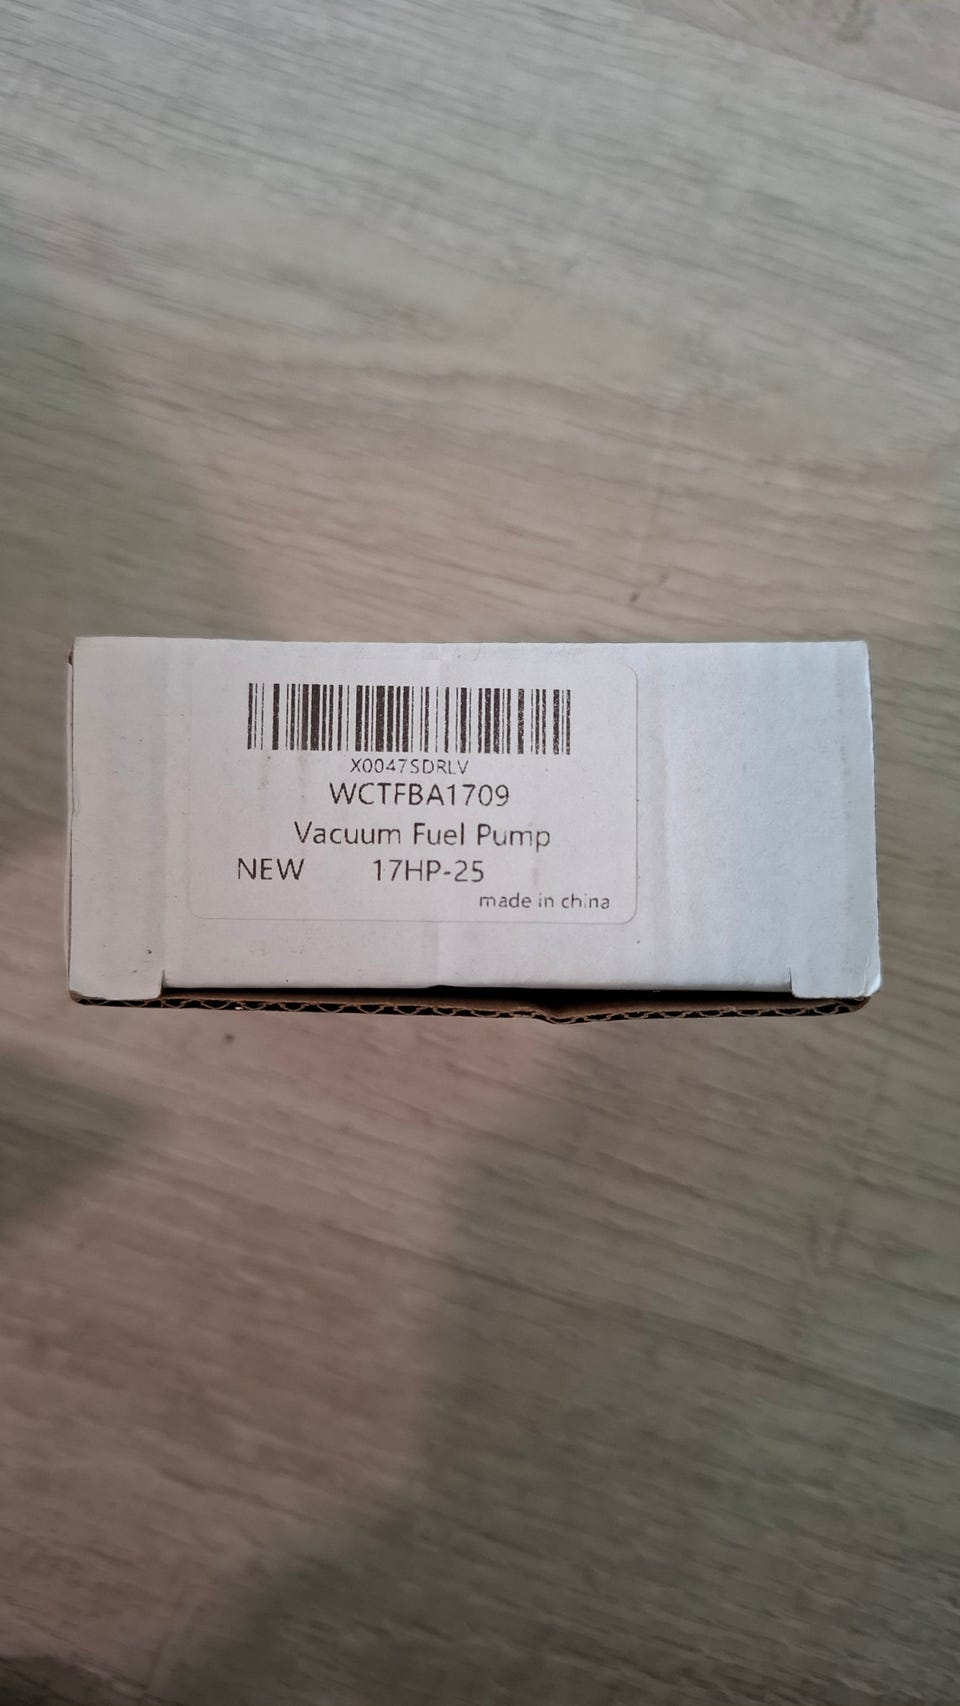 X0047SDRLV
WCTFBA1709
Vacuum Fuel Pump
NEW 17HP-25
made in china